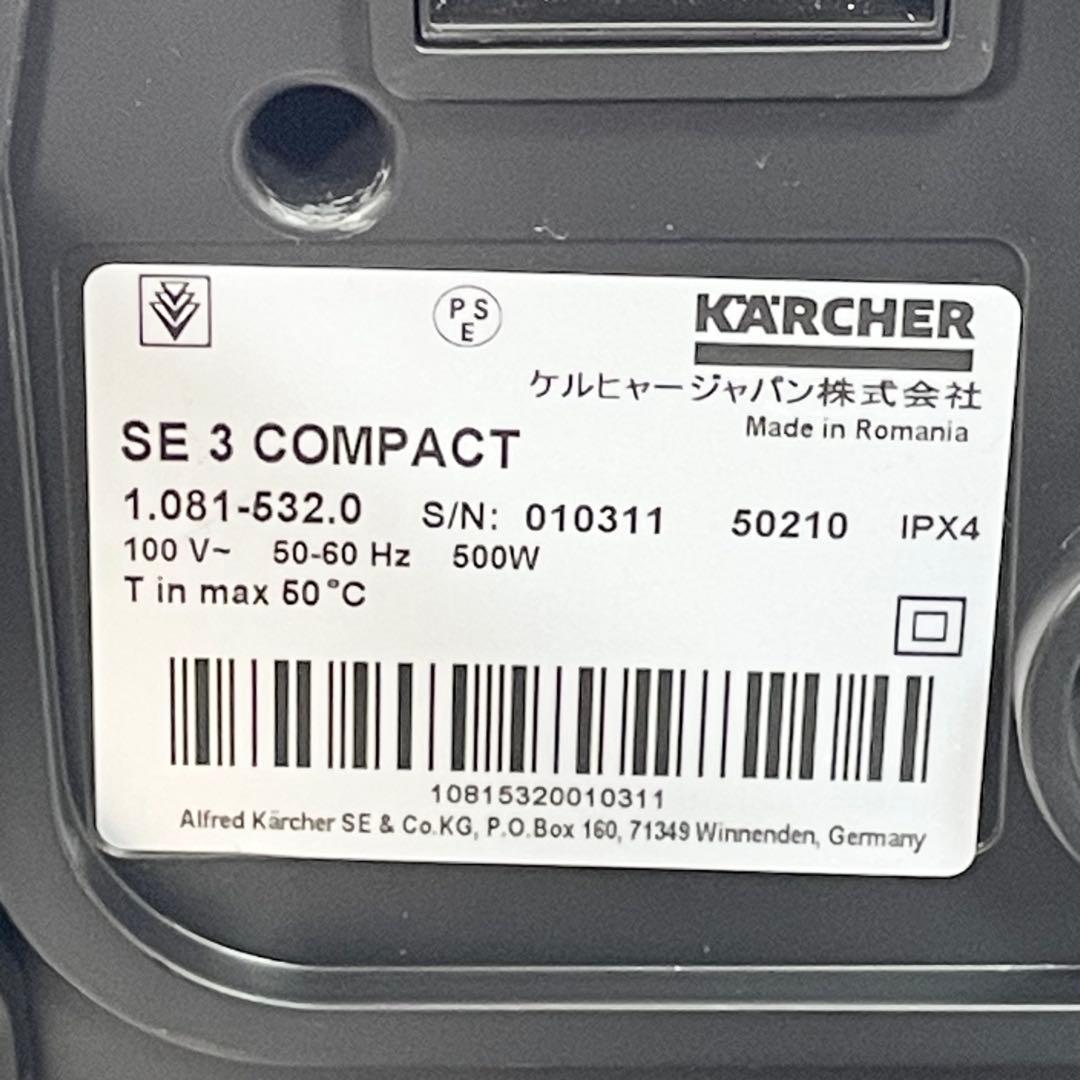 PSE
KÄRCHER
ケルヒャージャパン株式会社
Made in Romania
SE 3 COMPACT
1.081-532.0 S/N: 010311 50210 IPX4
100 V~ 50-60 Hz 500W
T in max 50°C
10815320010311
Alfred Kärcher SE & Co.KG, P.O.Box 160, 71349 Winnenden, Germany